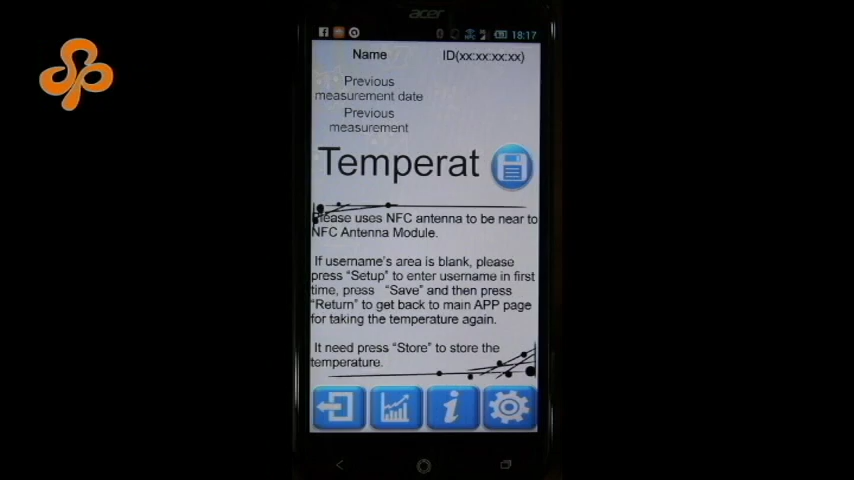 acer
18:17
Name ID(xx:xx:xx:xx)
Previous
measurement date
Previous
measurement
Temperat
Please uses NFC antenna to be near to
NFC Antenna Module.
If username's area is blank, please
press “Setup” to enter username in first
time, press “Save” and then press
“Return” to get back to main APP page
for taking the temperature again.
It need press “Store” to store the
temperature.